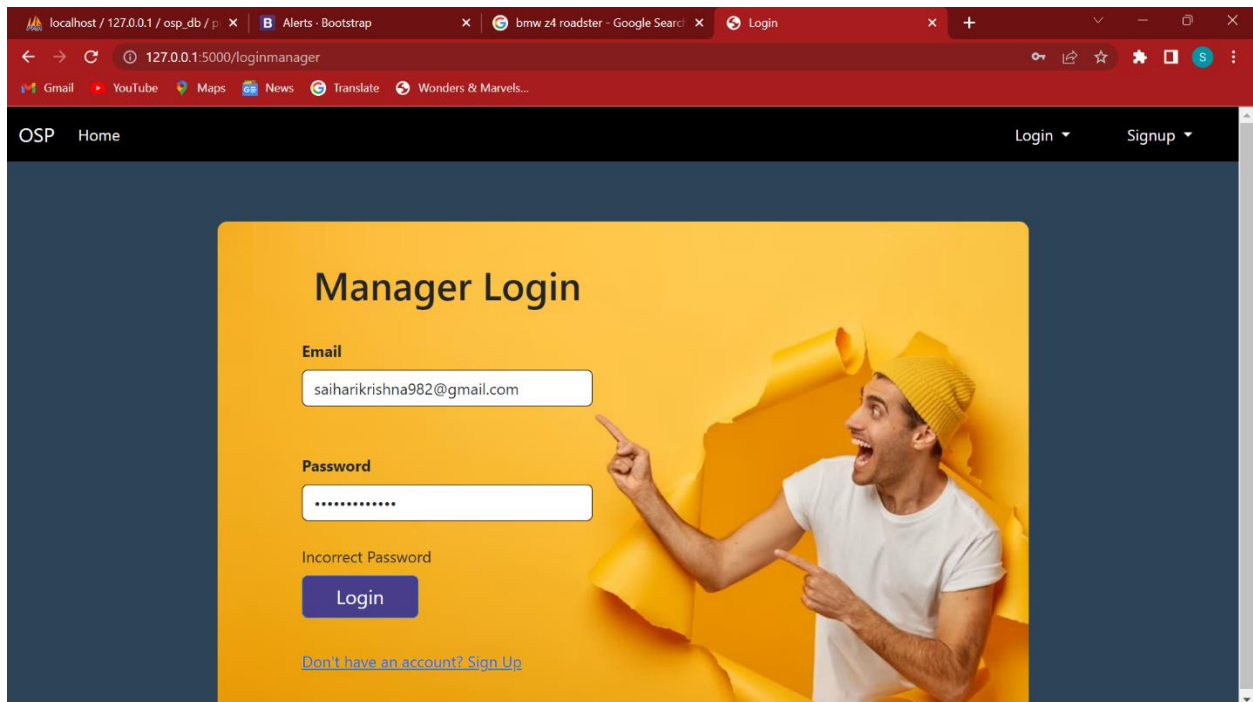 localhost / 127.0.0.1 / osp_db / p
Alerts · Bootstrap
bmw z4 roadster - Google Search
Login
127.0.0.1:5000/loginmanager
S
Gmail
YouTube
Maps
News
Translate
Wonders & Marvels...
OSP
Home
Login
Signup
Manager Login
Email
saiharikrishna982@gmail.com
Password
Incorrect Password
Login
Don't have an account? Sign Up